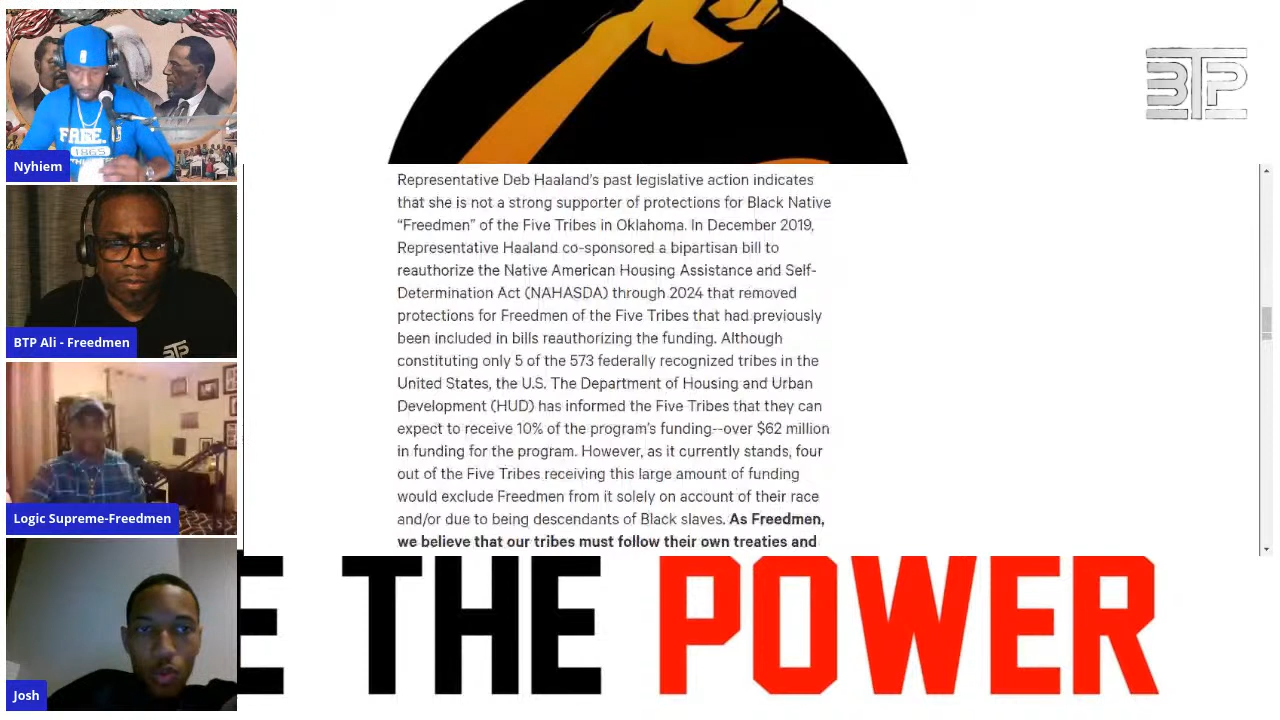 Nyhiem
BTP Ali - Freedmen
Logic Supreme-Freedmen
Josh
FARE.
1865
BTP
Representative Deb Haaland's past legislative action indicates
that she is not a strong supporter of protections for Black Native
“Freedmen” of the Five Tribes in Oklahoma. In December 2019,
Representative Haaland co-sponsored a bipartisan bill to
reauthorize the Native American Housing Assistance and Self-
Determination Act (NAHASDA) through 2024 that removed
protections for Freedmen of the Five Tribes that had previously
been included in bills reauthorizing the funding. Although
constituting only 5 of the 573 federally recognized tribes in the
United States, the U.S. The Department of Housing and Urban
Development (HUD) has informed the Five Tribes that they can
expect to receive 10% of the program's funding--over $62 million
in funding for the program. However, as it currently stands, four
out of the Five Tribes receiving this large amount of funding
would exclude Freedmen from it solely on account of their race
and/or due to being descendants of Black slaves. As Freedmen,
we believe that our tribes must follow their own treaties and
E THE POWER